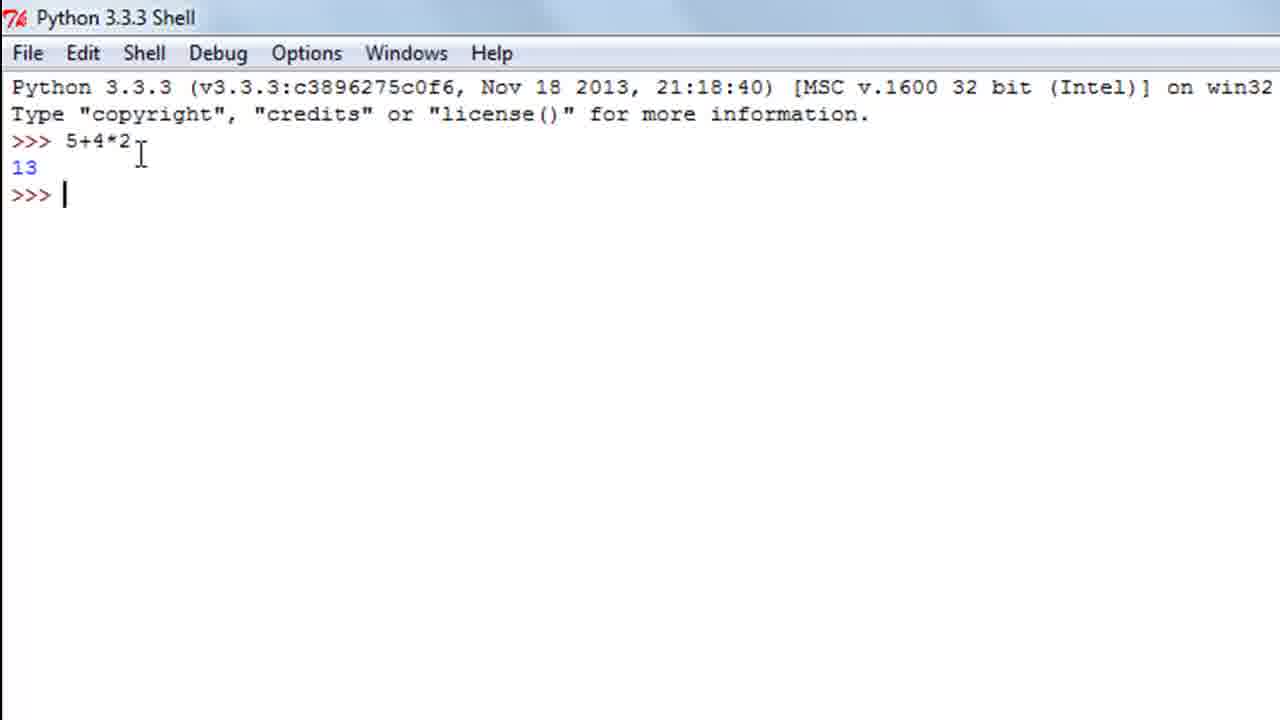 Python 3.3.3 Shell
File Edit Shell Debug Options Windows Help
Python 3.3.3 (v3.3.3:c3896275c0f6, Nov 18 2013, 21:18:40) [MSC v.1600 32 bit (Intel)] on win32
Type "copyright", "credits" or "license()" for more information.
>>> 5+4*2
13
>>>